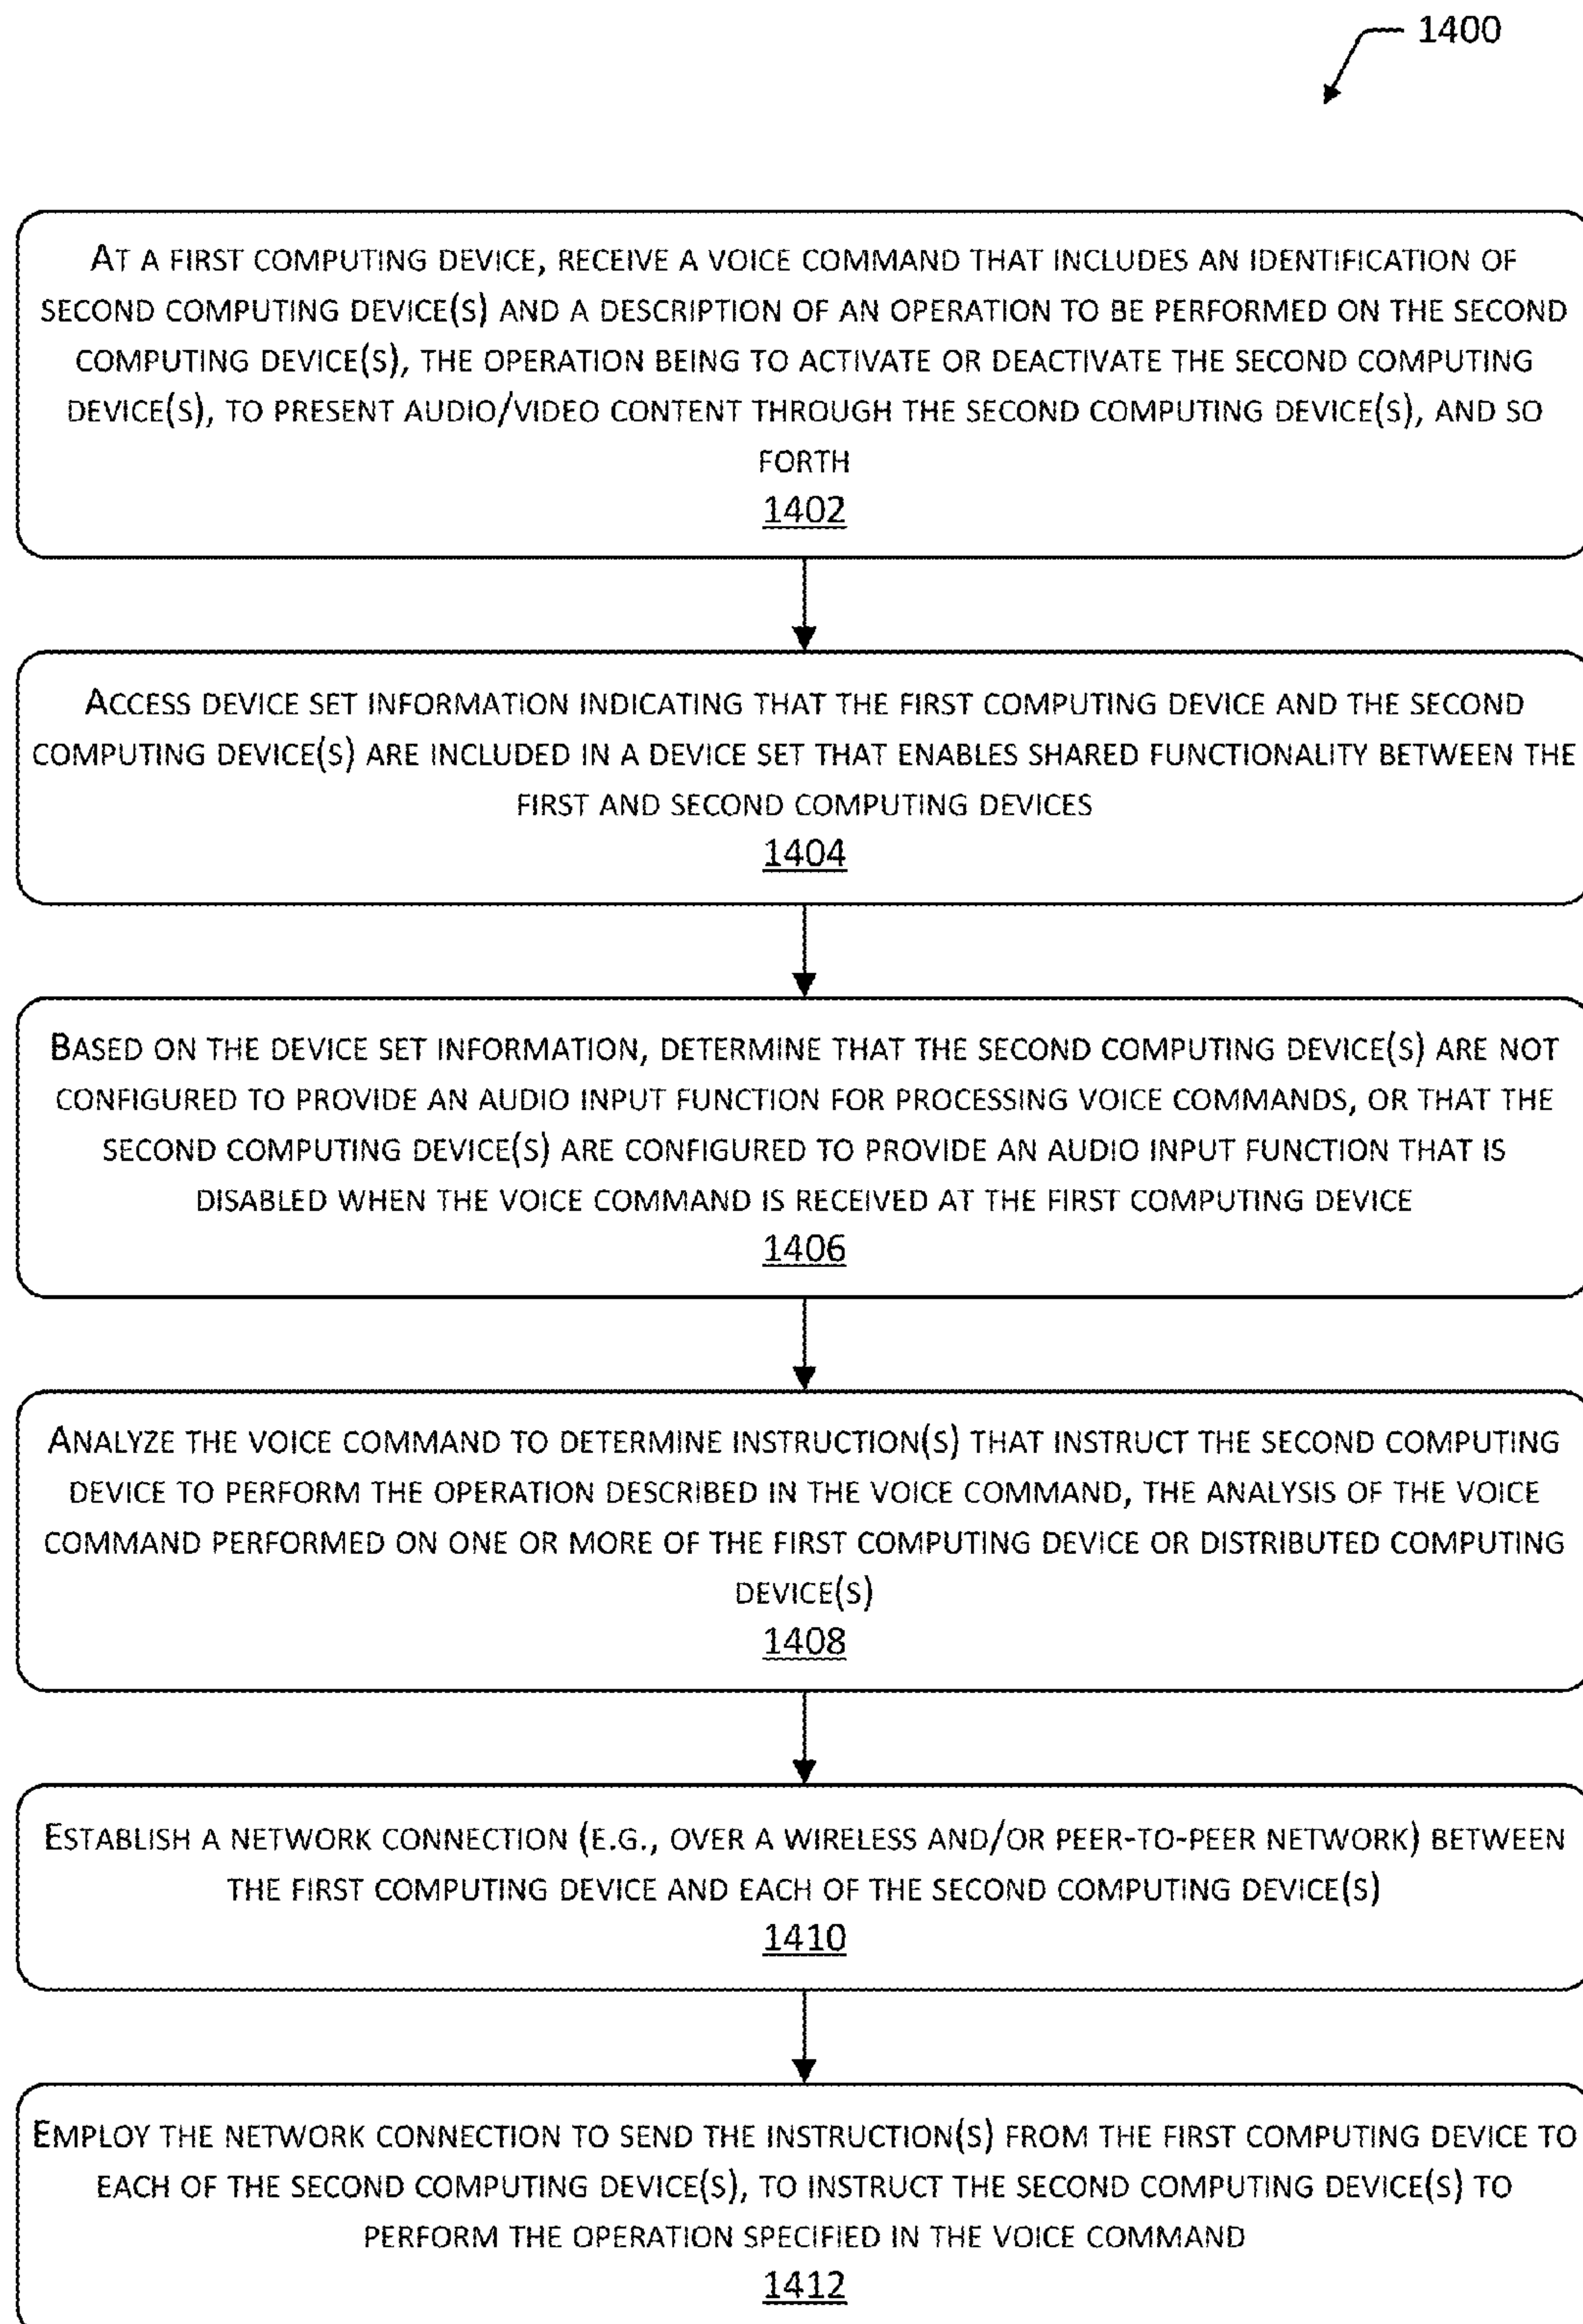 1400
AT A FIRST COMPUTING DEVICE, RECEIVE A VOICE COMMAND THAT INCLUDES AN IDENTIFICATION OF
SECOND COMPUTING DEVICE(S) AND A DESCRIPTION OF AN OPERATION TO BE PERFORMED ON THE SECOND
COMPUTING DEVICE(S), THE OPERATION BEING TO ACTIVATE OR DEACTIVATE THE SECOND COMPUTING
DEVICE(S), TO PRESENT AUDIO/VIDEO CONTENT THROUGH THE SECOND COMPUTING DEVICE(S), AND SO
FORTH
1402
ACCESS DEVICE SET INFORMATION INDICATING THAT THE FIRST COMPUTING DEVICE AND THE SECOND
COMPUTING DEVICE(S) ARE INCLUDED IN A DEVICE SET THAT ENABLES SHARED FUNCTIONALITY BETWEEN THE
FIRST AND SECOND COMPUTING DEVICES
1404
BASED ON THE DEVICE SET INFORMATION, DETERMINE THAT THE SECOND COMPUTING DEVICE(S) ARE NOT
CONFIGURED TO PROVIDE AN AUDIO INPUT FUNCTION FOR PROCESSING VOICE COMMANDS, OR THAT THE
SECOND COMPUTING DEVICE(S) ARE CONFIGURED TO PROVIDE AN AUDIO INPUT FUNCTION THAT IS
DISABLED WHEN THE VOICE COMMAND IS RECEIVED AT THE FIRST COMPUTING DEVICE
1406
ANALYZE THE VOICE COMMAND TO DETERMINE INSTRUCTION(S) THAT INSTRUCT THE SECOND COMPUTING
DEVICE TO PERFORM THE OPERATION DESCRIBED IN THE VOICE COMMAND, THE ANALYSIS OF THE VOICE
COMMAND PERFORMED ON ONE OR MORE OF THE FIRST COMPUTING DEVICE OR DISTRIBUTED COMPUTING
DEVICE(S)
1408
ESTABLISH A NETWORK CONNECTION (E.G., OVER A WIRELESS AND/OR PEER-TO-PEER NETWORK) BETWEEN
THE FIRST COMPUTING DEVICE AND EACH OF THE SECOND COMPUTING DEVICE(S)
1410
EMPLOY THE NETWORK CONNECTION TO SEND THE INSTRUCTION(S) FROM THE FIRST COMPUTING DEVICE TO
EACH OF THE SECOND COMPUTING DEVICE(S), TO INSTRUCT THE SECOND COMPUTING DEVICE(S) TO
PERFORM THE OPERATION SPECIFIED IN THE VOICE COMMAND
1412